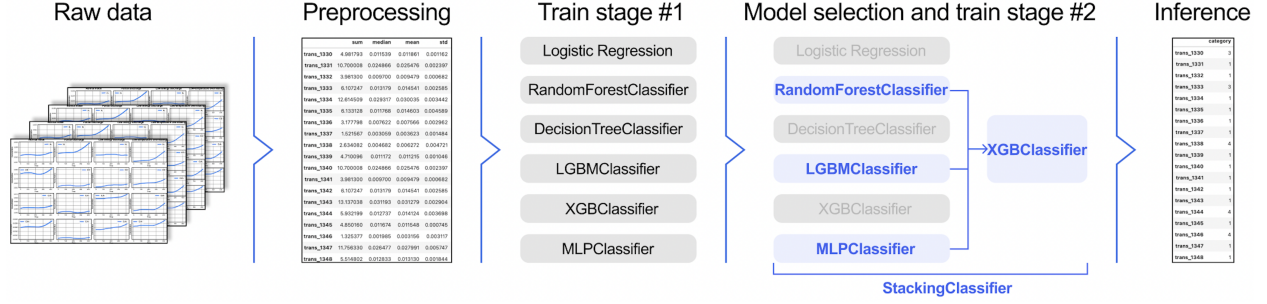 Raw data
Preprocessing
Train stage #1
Model selection and train stage #2
Inference
sum median mean std
trans_1330 4.981793 0.011539 0.011861 0.001162
trans_1331 10.700008 0.024866 0.025476 0.002397
trans_1332 3.981300 0.009700 0.009479 0.000682
trans_1333 6.107247 0.013179 0.014541 0.002585
trans_1334 12.614509 0.029317 0.030035 0.003442
trans_1335 6.133128 0.011768 0.014603 0.004589
trans_1336 3.177798 0.007622 0.007566 0.002962
trans_1337 1.521567 0.003059 0.003623 0.001484
trans_1338 2.634082 0.004662 0.006272 0.004721
trans_1339 4.710096 0.011172 0.011215 0.001046
trans_1340 10.700008 0.024866 0.025476 0.002397
trans_1341 3.981300 0.009700 0.009479 0.000682
trans_1342 6.107247 0.013179 0.014541 0.002585
trans_1343 13.137038 0.031193 0.031279 0.002904
trans_1344 5.932199 0.012737 0.014124 0.003698
trans_1345 4.850160 0.011674 0.011548 0.000745
trans_1346 1.325377 0.001985 0.003156 0.003117
trans_1347 11.756330 0.026477 0.027991 0.005747
trans_1348 5.514602 0.012833 0.013130 0.001844
Logistic Regression
RandomForestClassifier
DecisionTreeClassifier
LGBMClassifier
XGBClassifier
MLPClassifier
Logistic Regression
RandomForestClassifier
DecisionTreeClassifier
LGBMClassifier
XGBClassifier
MLPClassifier
XGBClassifier
StackingClassifier
category
trans_1330 3
trans_1331 1
trans_1332 1
trans_1333 3
trans_1334 1
trans_1335 1
trans_1336 1
trans_1337 1
trans_1338 4
trans_1339 1
trans_1340 1
trans_1341 1
trans_1342 1
trans_1343 1
trans_1344 4
trans_1345 1
trans_1346 4
trans_1347 1
trans_1348 1